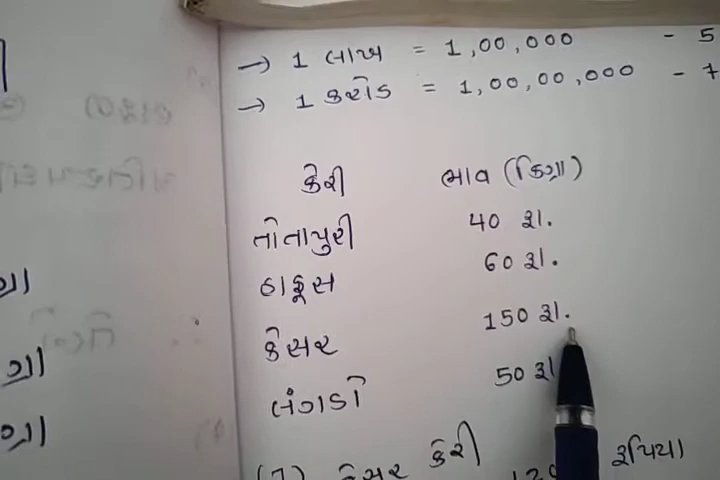 → 1 લાખ = 1,00,000 - 5
→ 1 કરોડ = 1,00,00,000 - 7
કેરી ભાવ (કિગ્રા)
તોતાપુરી 40 રૂા.
હાફૂસ 60 રૂા.
કેસર 150 રૂા.
લંગડો 50 રૂા
(1) કેસર કેરી રૂપિયા